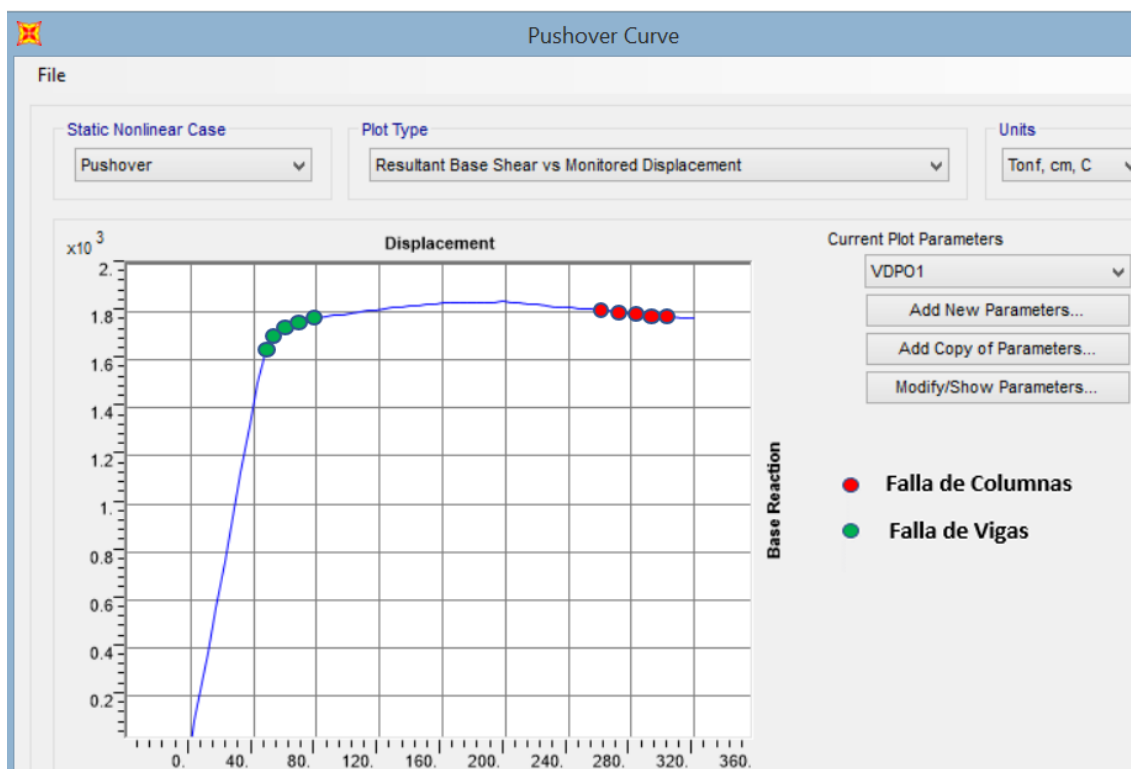 Pushover Curve
File
Static Nonlinear Case
Plot Type
Units
Pushover
Resultant Base Shear vs Monitored Displacement
Tonf, cm, C
x10 3
Displacement
Current Plot Parameters
VDPO1
Add New Parameters...
Add Copy of Parameters...
Modify/Show Parameters...
2.
1.8
1.6
1.4
1.2
1.
0.8
0.6
0.4
0.2
Base Reaction
Falla de Columnas
Falla de Vigas
0. 40. 80. 120. 160. 200. 240. 280. 320. 360.